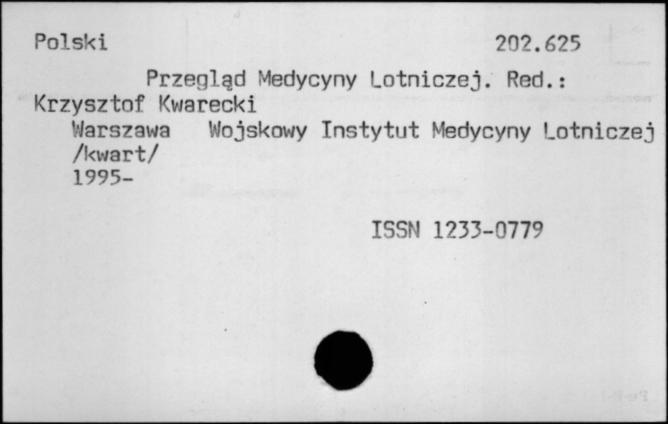 Polski 202.625
Przegląd Medycyny Lotniczej. Red.:
Krzysztof Kwarecki
Warszawa Wojskowy Instytut Medycyny Lotniczej
/kwart/
1995-
ISSN 1233-0779